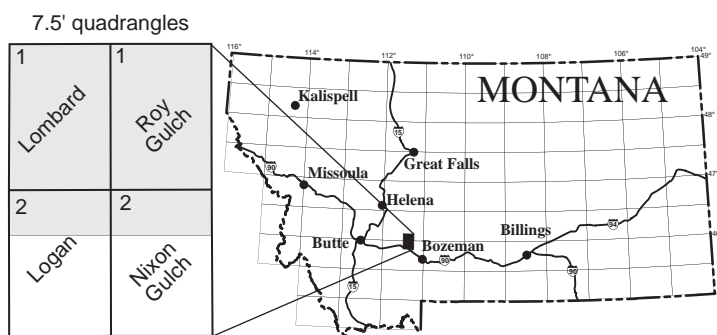 7.5' quadrangles
1
1
Lombard
Roy
Gulch
2
2
Logan
Nixon
Gulch
116°
114°
112°
110°
108°
106°
104°
49°
MONTANA
Kalispell
48°
15
Great Falls
90
Missoula
47°
Helena
94
Butte
Bozeman
Billings
46
90
90
15